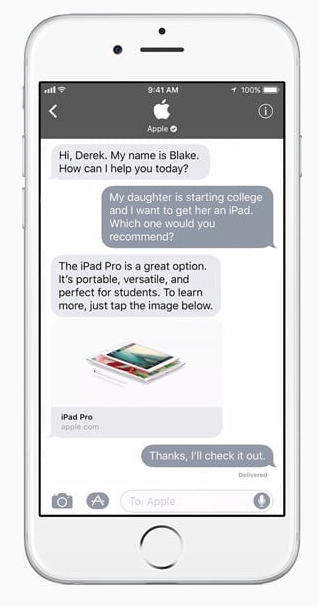 9:41 AM
100%
Apple
Hi, Derek. My name is Blake.
How can I help you today?
My daughter is starting college
and I want to get her an iPad.
Which one would you
recommend?
The iPad Pro is a great option.
It's portable, versatile, and
perfect for students. To learn
more, just tap the image below.
iPad Pro
apple.com
Thanks, I'll check it out.
Delivered
To: Apple